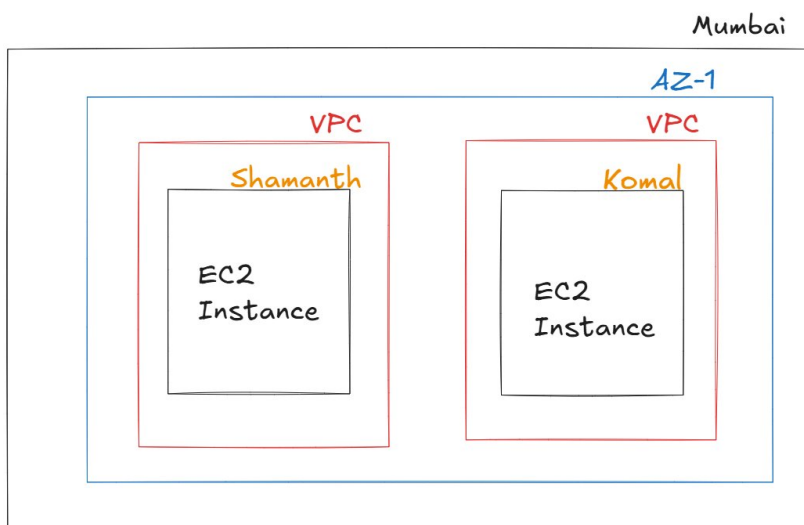 Mumbai
AZ-1
VPC
VPC
Shamanth
Komal
EC2
Instance
EC2
Instance